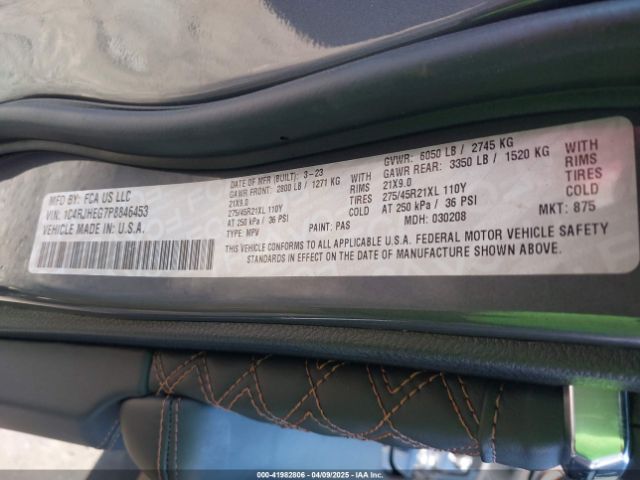 MFD BY: FCA US LLC
VIN: 1C4RJHEG7P8846453
VEHICLE MADE IN U.S.A.
DATE OF MFR (BUILT): 3-23
GAWR FRONT: 2800 LB / 1271 KG
21X9.0
275/45R21XL 110Y
AT 250 kPa / 36 PSI
TYPE: MPV
PAINT: PAS
WITH
RIMS
TIRES
GVWR: 6050 LB / 2745 KG
GAWR REAR: 3350 LB / 1520 KG
21X9.0
275/45R21XL 110Y
AT 250 kPa / 36 PSI
MDH: 030208
WITH
RIMS
TIRES
MKT: 875
THIS VEHICLE CONFORMS TO ALL APPLICABLE U.S.A. FEDERAL MOTOR VEHICLE SAFETY
STANDARDS IN EFFECT ON THE DATE OF MANUFACTURE SHOWN ABOVE.
000-41982806 - 04/09/2025 - IAAI.COM